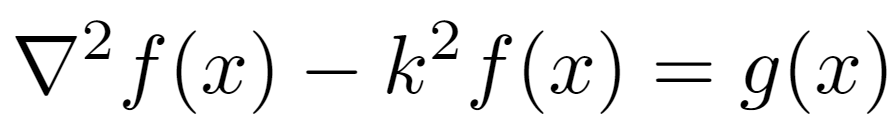 ∇²f(x) − k²f(x) = g(x)